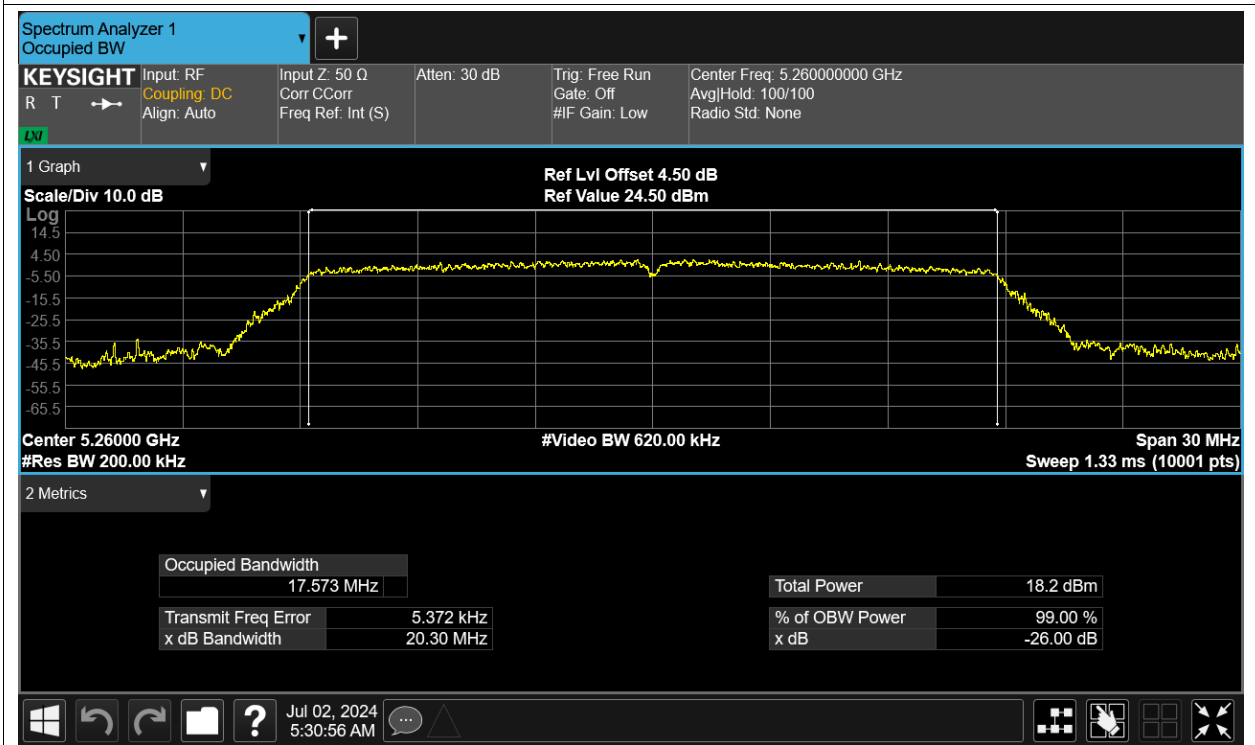 Spectrum Analyzer 1
Occupied BW
KEYSIGHT
R T
LXI
Input: RF
Coupling: DC
Align: Auto
Input Z: 50 Ω
Corr CCorr
Freq Ref: Int (S)
Atten: 30 dB
Trig: Free Run
Gate: Off
#IF Gain: Low
Center Freq: 5.260000000 GHz
Avg|Hold: 100/100
Radio Std: None
1 Graph
Scale/Div 10.0 dB
Ref Lvl Offset 4.50 dB
Ref Value 24.50 dBm
Log
14.5
4.50
-5.50
-15.5
-25.5
-35.5
-45.5
-55.5
-65.5
Center 5.26000 GHz
#Video BW 620.00 kHz
Span 30 MHz
#Res BW 200.00 kHz
Sweep 1.33 ms (10001 pts)
2 Metrics
Occupied Bandwidth
17.573 MHz
Total Power 18.2 dBm
Transmit Freq Error 5.372 kHz
% of OBW Power 99.00 %
x dB Bandwidth 20.30 MHz
x dB -26.00 dB
?
Jul 02, 2024
5:30:56 AM